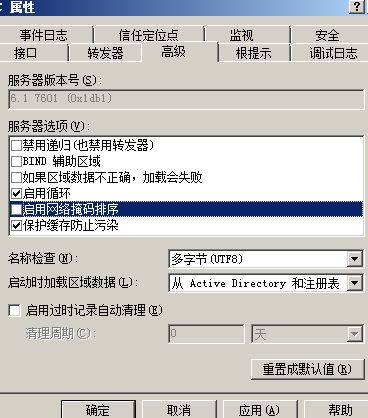 属性
事件日志 信任定位点 监视 安全
接口 转发器 高级 根提示 调试日志
服务器版本号(S):
6.1 7601 (0x1db1)
服务器选项(V):
禁用递归(也禁用转发器)
BIND 辅助区域
如果区域数据不正确，加载会失败
启用循环
启用网络掩码排序
保护缓存防止污染
名称检查(N): 多字节(UTF8)
启动时加载区域数据(L): 从 Active Directory 和注册表
启用过时记录自动清理(E)
清理周期(C): 0 天
重置成默认值(R)
确定 取消 应用(A) 帮助